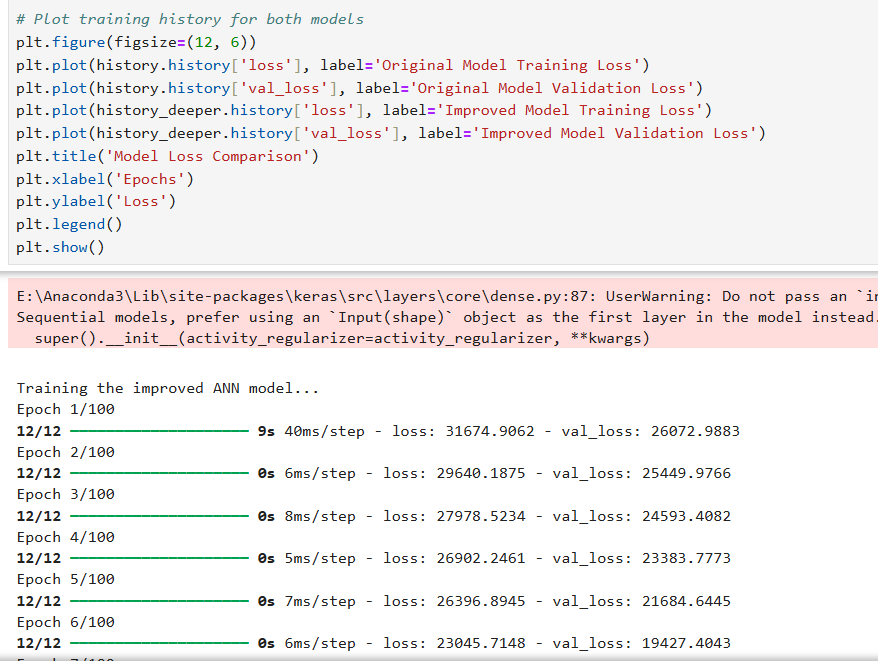 # Plot training history for both models
plt.figure(figsize=(12, 6))
plt.plot(history.history['loss'], label='Original Model Training Loss')
plt.plot(history.history['val_loss'], label='Original Model Validation Loss')
plt.plot(history_deeper.history['loss'], label='Improved Model Training Loss')
plt.plot(history_deeper.history['val_loss'], label='Improved Model Validation Loss')
plt.title('Model Loss Comparison')
plt.xlabel('Epochs')
plt.ylabel('Loss')
plt.legend()
plt.show()
E:\Anaconda3\Lib\site-packages\keras\src\layers\core\dense.py:87: UserWarning: Do not pass an
Sequential models, prefer using an `Input(shape)` object as the first layer in the model instead.
super().__init__(activity_regularizer=activity_regularizer, **kwargs)
Training the improved ANN model...
Epoch 1/100
12/12 ━━━━━━━━━━━━━━━━━━━━ 9s 40ms/step - loss: 31674.9062 - val_loss: 26072.9883
Epoch 2/100
12/12 ━━━━━━━━━━━━━━━━━━━━ 0s 6ms/step - loss: 29640.1875 - val_loss: 25449.9766
Epoch 3/100
12/12 ━━━━━━━━━━━━━━━━━━━━ 0s 8ms/step - loss: 27978.5234 - val_loss: 24593.4082
Epoch 4/100
12/12 ━━━━━━━━━━━━━━━━━━━━ 0s 5ms/step - loss: 26902.2461 - val_loss: 23383.7773
Epoch 5/100
12/12 ━━━━━━━━━━━━━━━━━━━━ 0s 7ms/step - loss: 26396.8945 - val_loss: 21684.6445
Epoch 6/100
12/12 ━━━━━━━━━━━━━━━━━━━━ 0s 6ms/step - loss: 23045.7148 - val_loss: 19427.4043